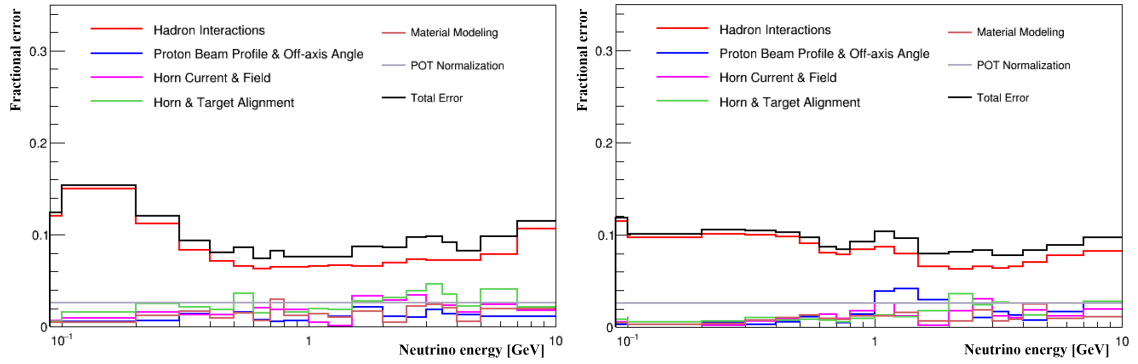 Fractional error
0.3
0.2
0.1
0
Hadron Interactions
Proton Beam Profile & Off-axis Angle
Horn Current & Field
Horn & Target Alignment
Material Modeling
POT Normalization
Total Error
10⁻¹ 1 10
Neutrino energy [GeV]
Fractional error
0.3
0.2
0.1
0
Hadron Interactions
Proton Beam Profile & Off-axis Angle
Horn Current & Field
Horn & Target Alignment
Material Modeling
POT Normalization
Total Error
10⁻¹ 1 10
Neutrino energy [GeV]